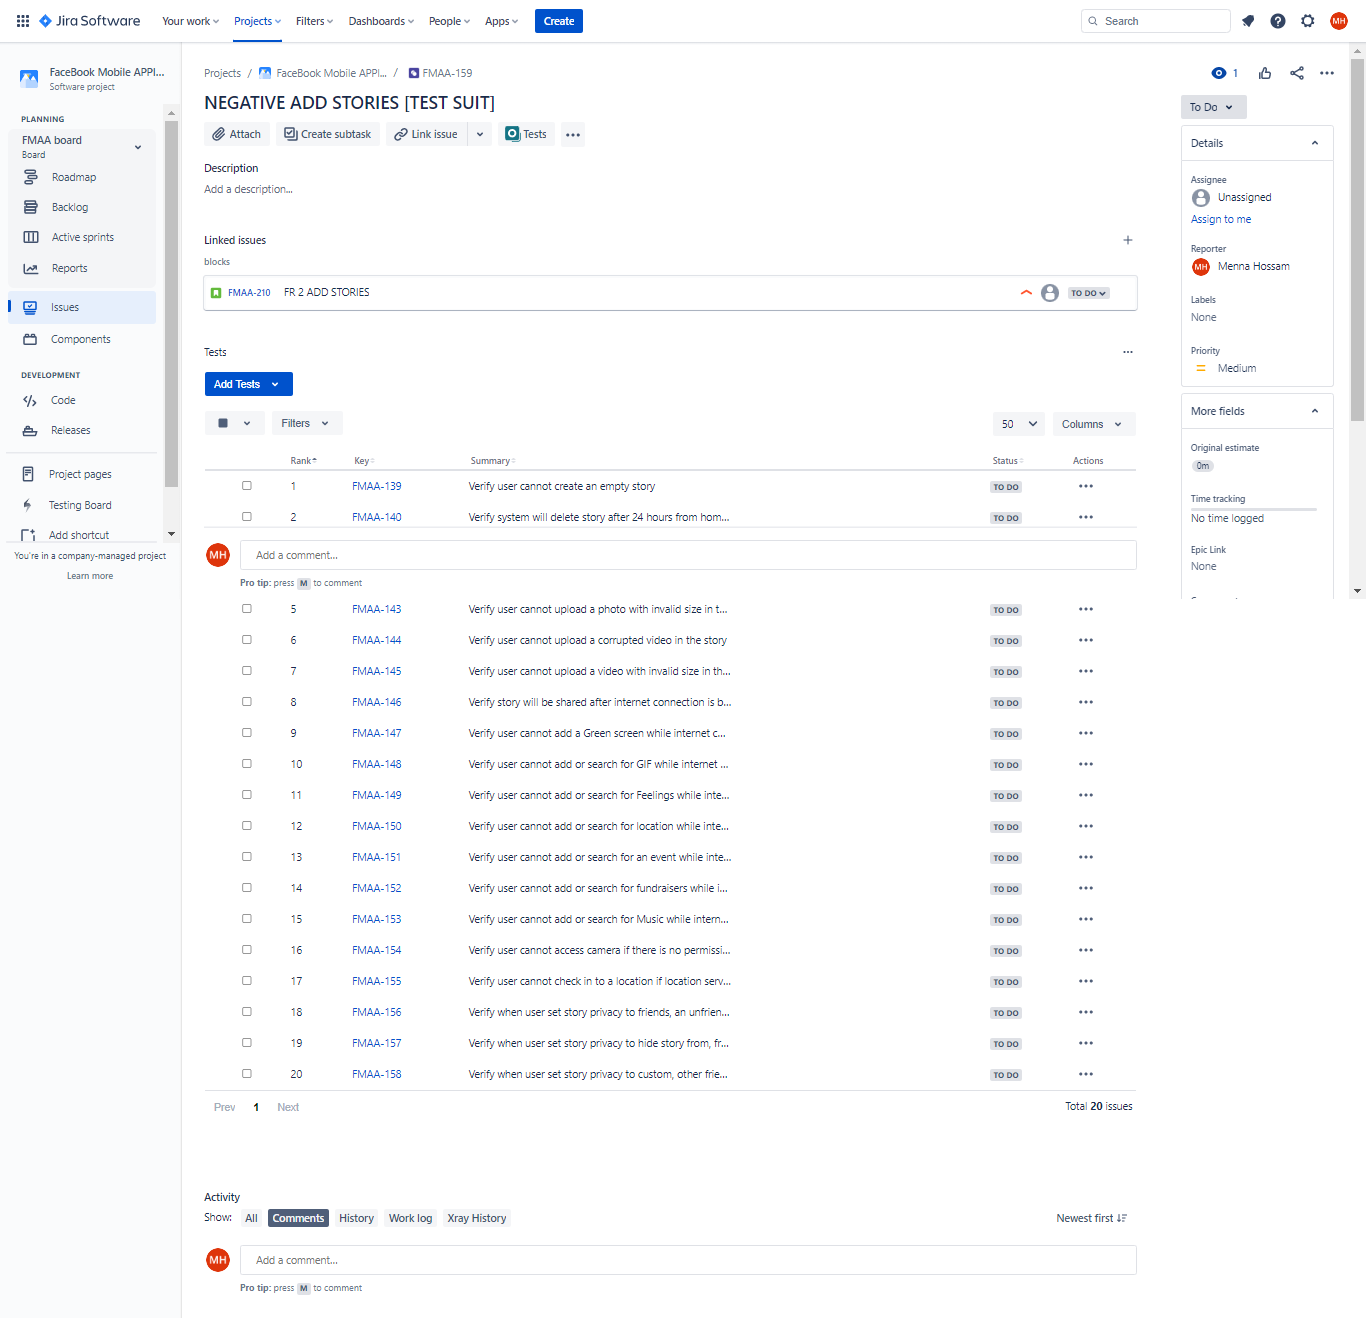 Jira Software
Your work
Projects
Filters
Dashboards
People
Apps
Create
Search
MH
FaceBook Mobile APPl...
Software project
PLANNING
FMAA board
Board
Roadmap
Backlog
Active sprints
Reports
Issues
Components
DEVELOPMENT
Code
Releases
Project pages
Testing Board
Add shortcut
You're in a company-managed project
Learn more
Projects / FaceBook Mobile APPl... / FMAA-159
1
NEGATIVE ADD STORIES [TEST SUIT]
Attach
Create subtask
Link issue
Tests
Description
Add a description...
Linked issues
blocks
FMAA-210 FR 2 ADD STORIES TO DO
Tests
Add Tests
Filters
50
Columns
Rank Key Summary Status Actions
1 FMAA-139 Verify user cannot create an empty story TO DO
2 FMAA-140 Verify system will delete story after 24 hours from hom... TO DO
MH Add a comment...
Pro tip: press M to comment
5 FMAA-143 Verify user cannot upload a photo with invalid size in t... TO DO
6 FMAA-144 Verify user cannot upload a corrupted video in the story TO DO
7 FMAA-145 Verify user cannot upload a video with invalid size in th... TO DO
8 FMAA-146 Verify story will be shared after internet connection is b... TO DO
9 FMAA-147 Verify user cannot add a Green screen while internet c... TO DO
10 FMAA-148 Verify user cannot add or search for GIF while internet ... TO DO
11 FMAA-149 Verify user cannot add or search for Feelings while inte... TO DO
12 FMAA-150 Verify user cannot add or search for location while inte... TO DO
13 FMAA-151 Verify user cannot add or search for an event while inte... TO DO
14 FMAA-152 Verify user cannot add or search for fundraisers while i... TO DO
15 FMAA-153 Verify user cannot add or search for Music while intern... TO DO
16 FMAA-154 Verify user cannot access camera if there is no permissi... TO DO
17 FMAA-155 Verify user cannot check in to a location if location serv... TO DO
18 FMAA-156 Verify when user set story privacy to friends, an unfrien... TO DO
19 FMAA-157 Verify when user set story privacy to hide story from, fr... TO DO
20 FMAA-158 Verify when user set story privacy to custom, other frie... TO DO
Prev 1 Next
Total 20 issues
Activity
Show: All Comments History Work log Xray History
Newest first
MH Add a comment...
Pro tip: press M to comment
To Do
Details
Assignee
Unassigned
Assign to me
Reporter
MH Menna Hossam
Labels
None
Priority
Medium
More fields
Original estimate
0m
Time tracking
No time logged
Epic Link
None